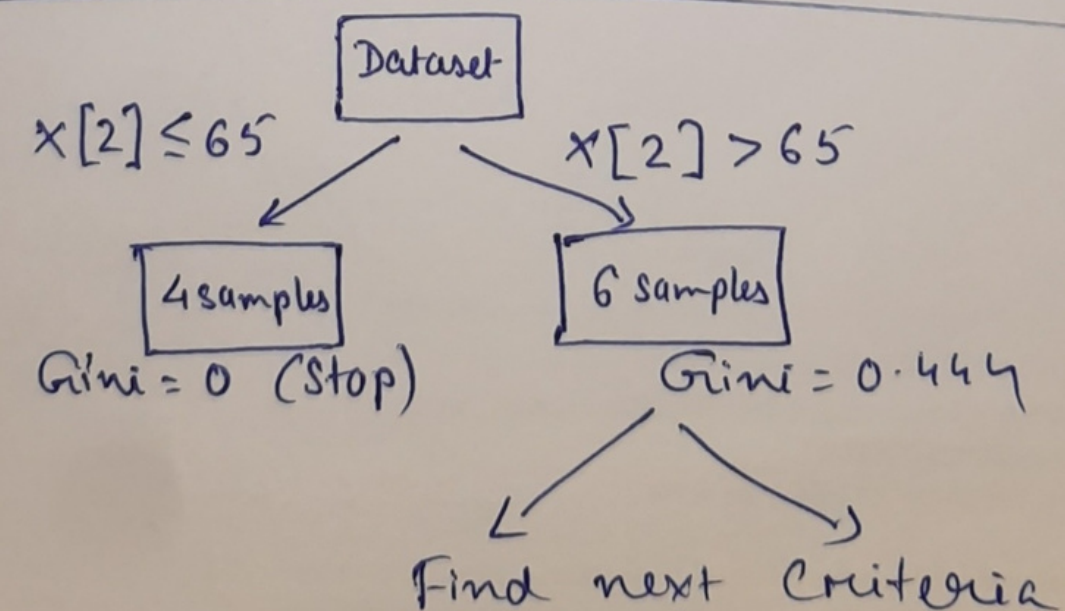 Dataset
x[2] ≤ 65
x[2] > 65
4 samples
6 samples
Gini = 0 (Stop)
Gini = 0.444
Find next Criteria